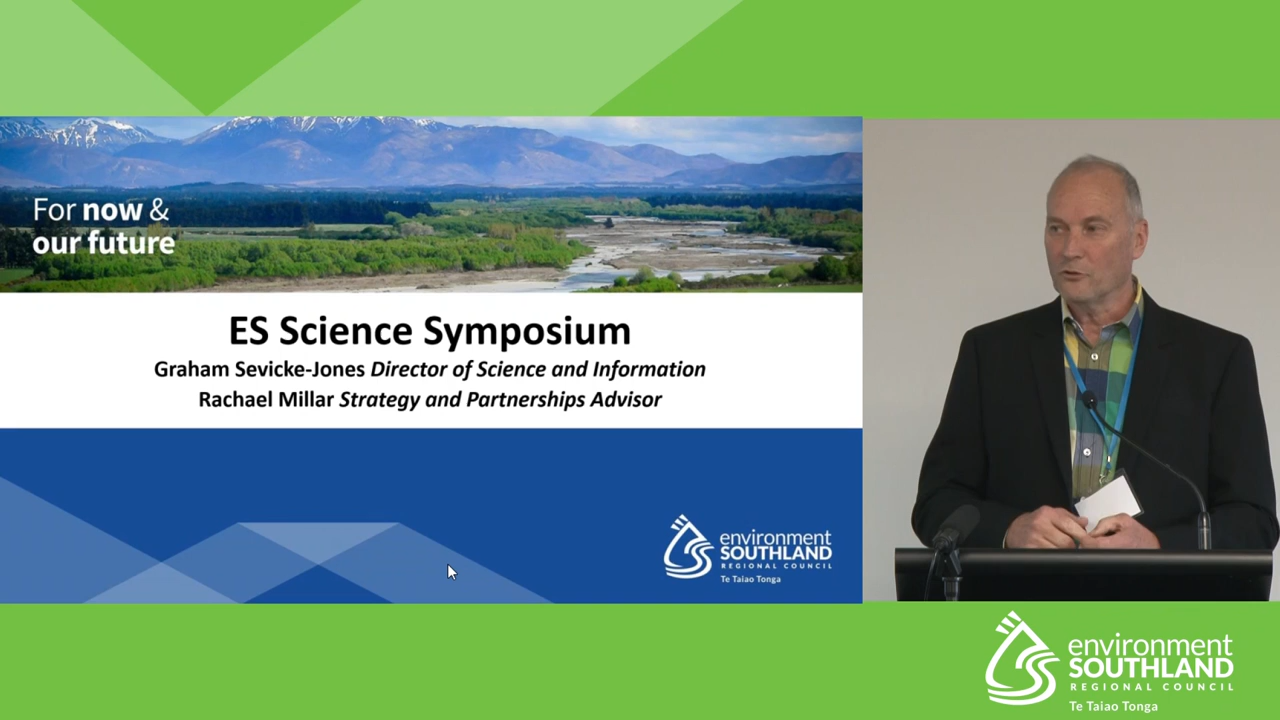 For now &
our future
ES Science Symposium
Graham Sevicke-Jones Director of Science and Information
Rachael Millar Strategy and Partnerships Advisor
environment
SOUTHLAND
REGIONAL COUNCIL
Te Taiao Tonga
environment
SOUTHLAND
REGIONAL COUNCIL
Te Taiao Tonga